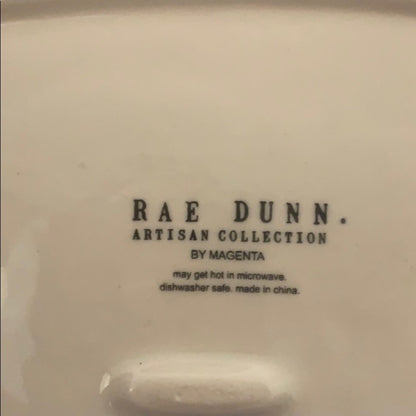 RAE DUNN.
ARTISAN COLLECTION
BY MAGENTA
may get hot in microwave.
dishwasher safe. made in china.